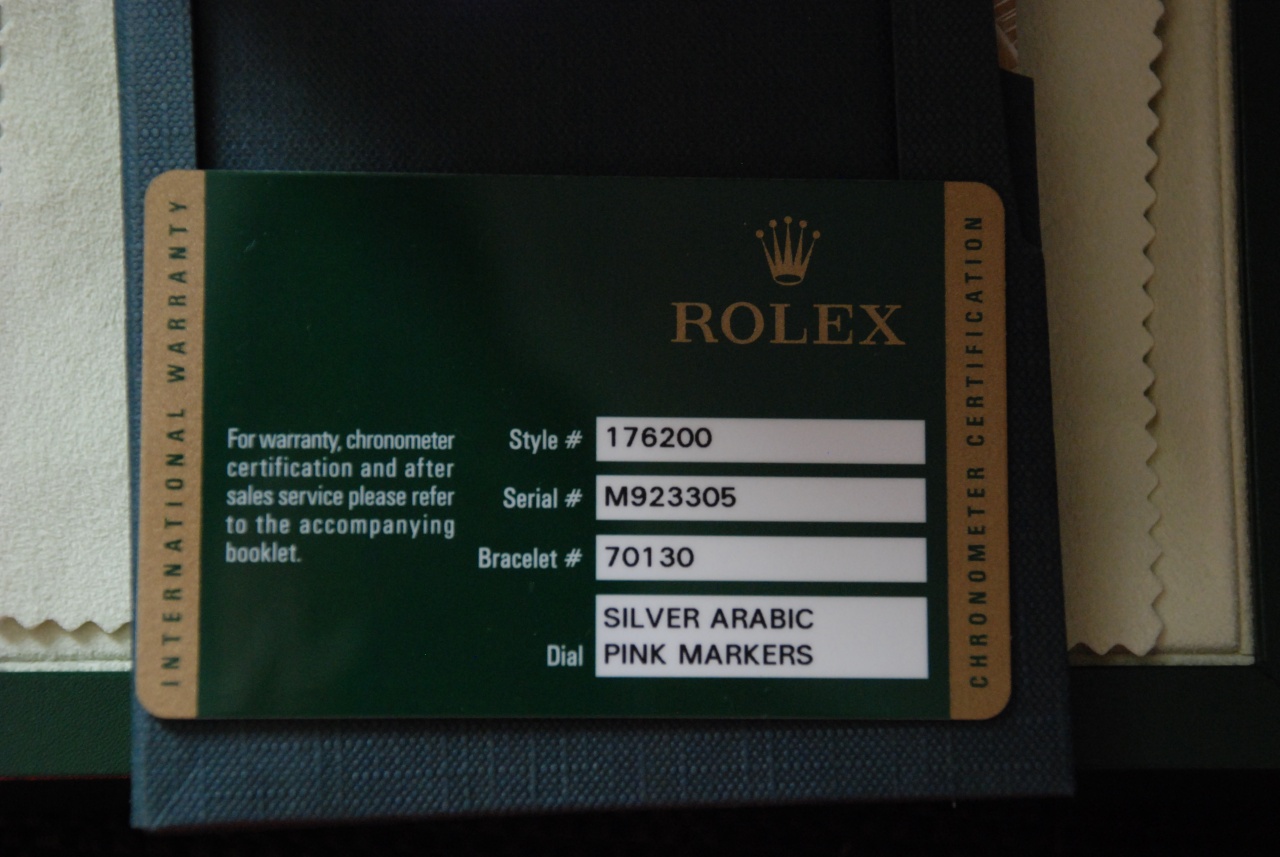 INTERNATIONAL WARRANTY
ROLEX
For warranty, chronometer
certification and after
sales service please refer
to the accompanying
booklet.
Style # 176200
Serial # M923305
Bracelet # 70130
SILVER ARABIC
Dial PINK MARKERS
CHRONOMETER CERTIFICATION